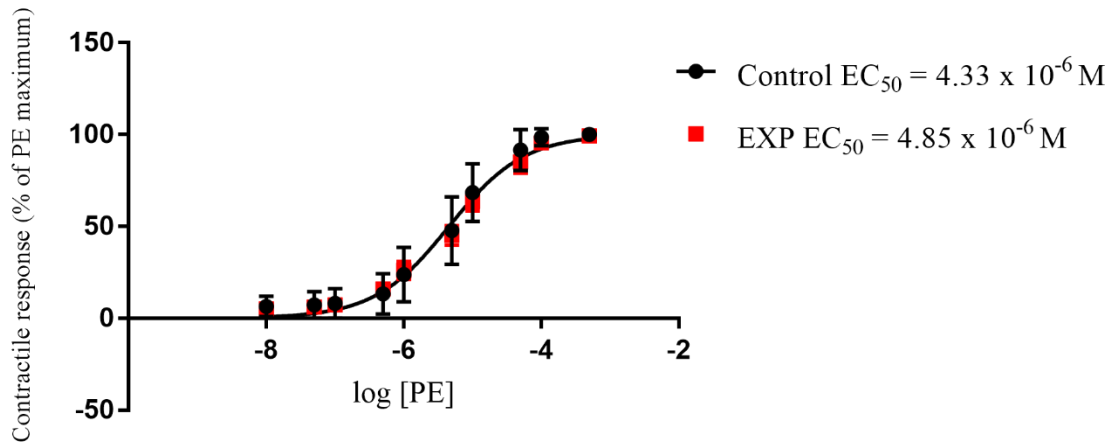 Contractile response (% of PE maximum)
150
100
50
0
-50
-8
-6
-4
-2
log [PE]
Control EC₅₀ = 4.33 x 10⁻⁶ M
EXP EC₅₀ = 4.85 x 10⁻⁶ M